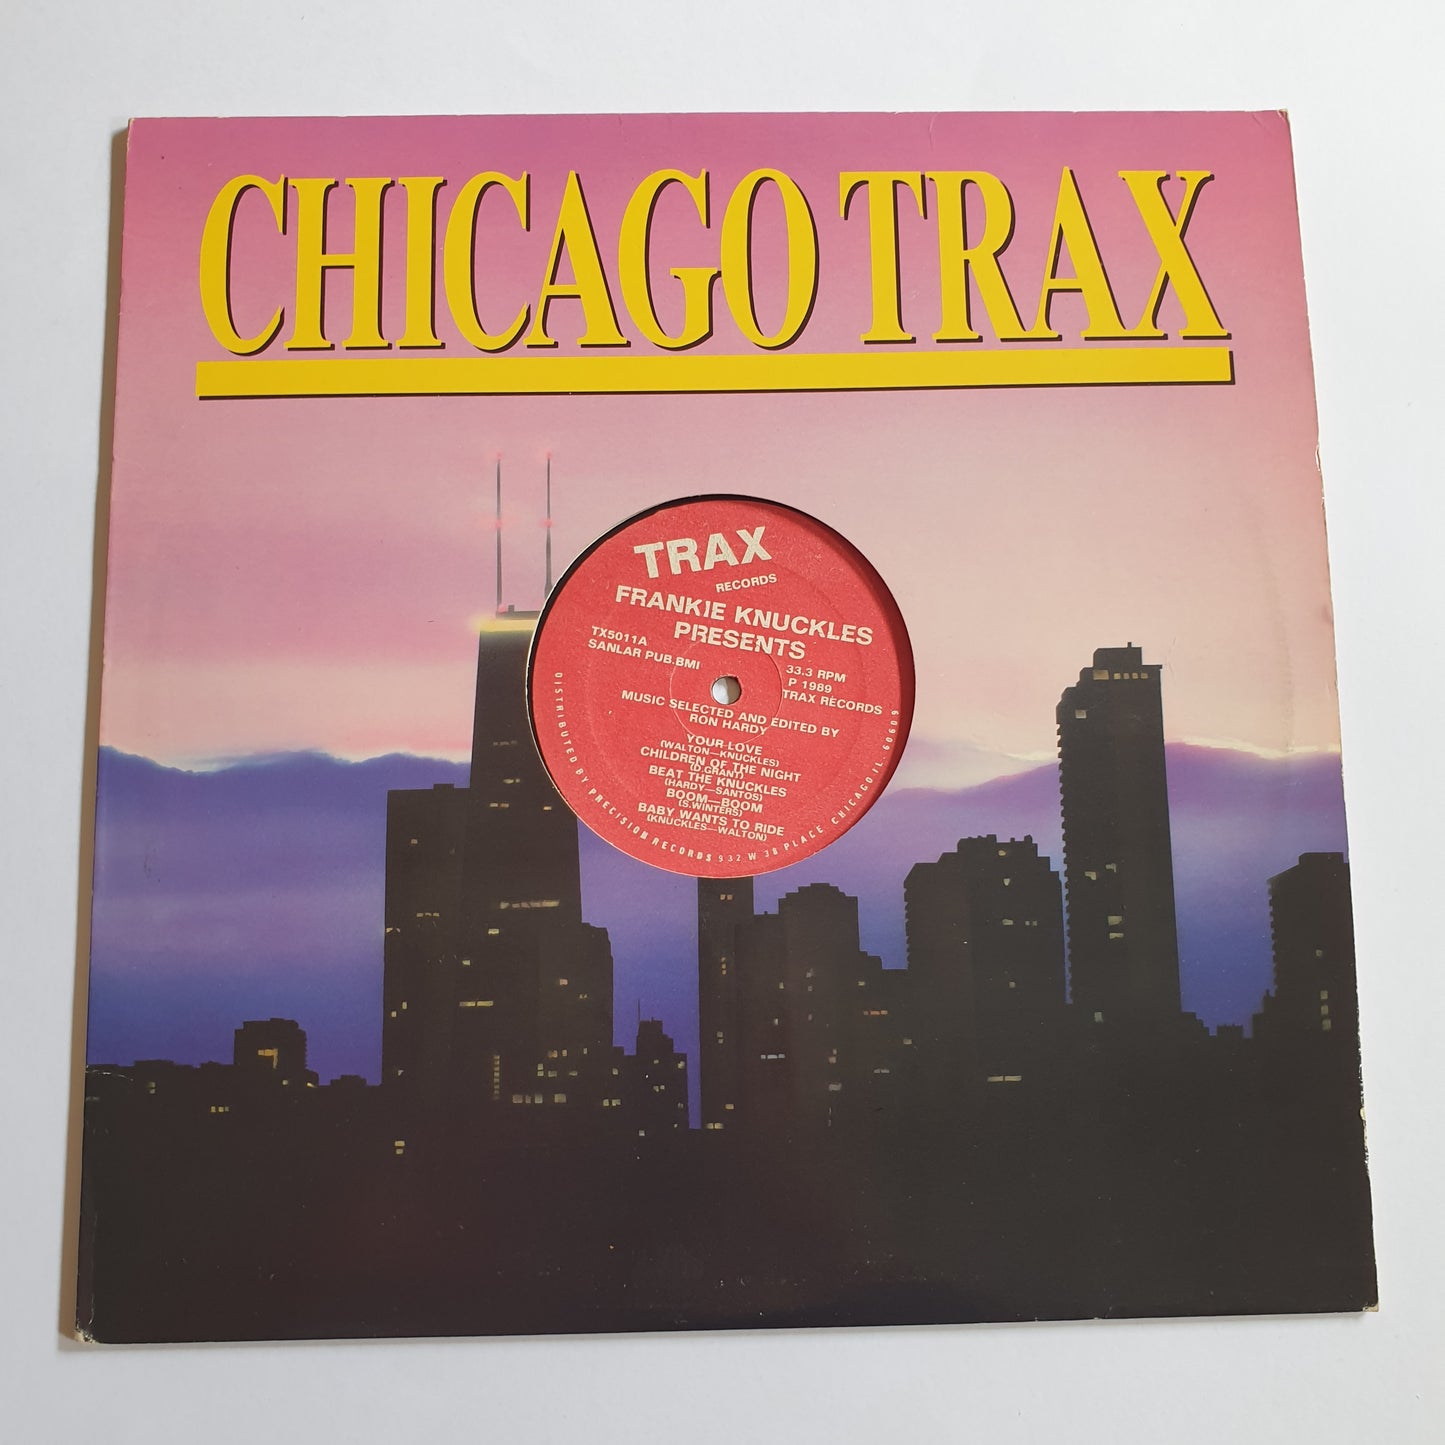 CHICAGO TRAX
TRAX
RECORDS
FRANKIE KNUCKLES
PRESENTS
TX5011A
SANLAR PUB.BMI
33.3 RPM
P 1989
TRAX RECORDS
MUSIC SELECTED AND EDITED BY
RON HARDY
YOUR LOVE
(WALTON—KNUCKLES)
CHILDREN OF THE NIGHT
(D.GRANT)
BEAT THE KNUCKLES
(HARDY—SANTOS)
BOOM—BOOM
(S.WINTERS)
BABY WANTS TO RIDE
(KNUCKLES—WALTON)
DISTRIBUTED BY: PRECISION RECORDS 932 W 38 PLACE CHICAGO IL. 60609